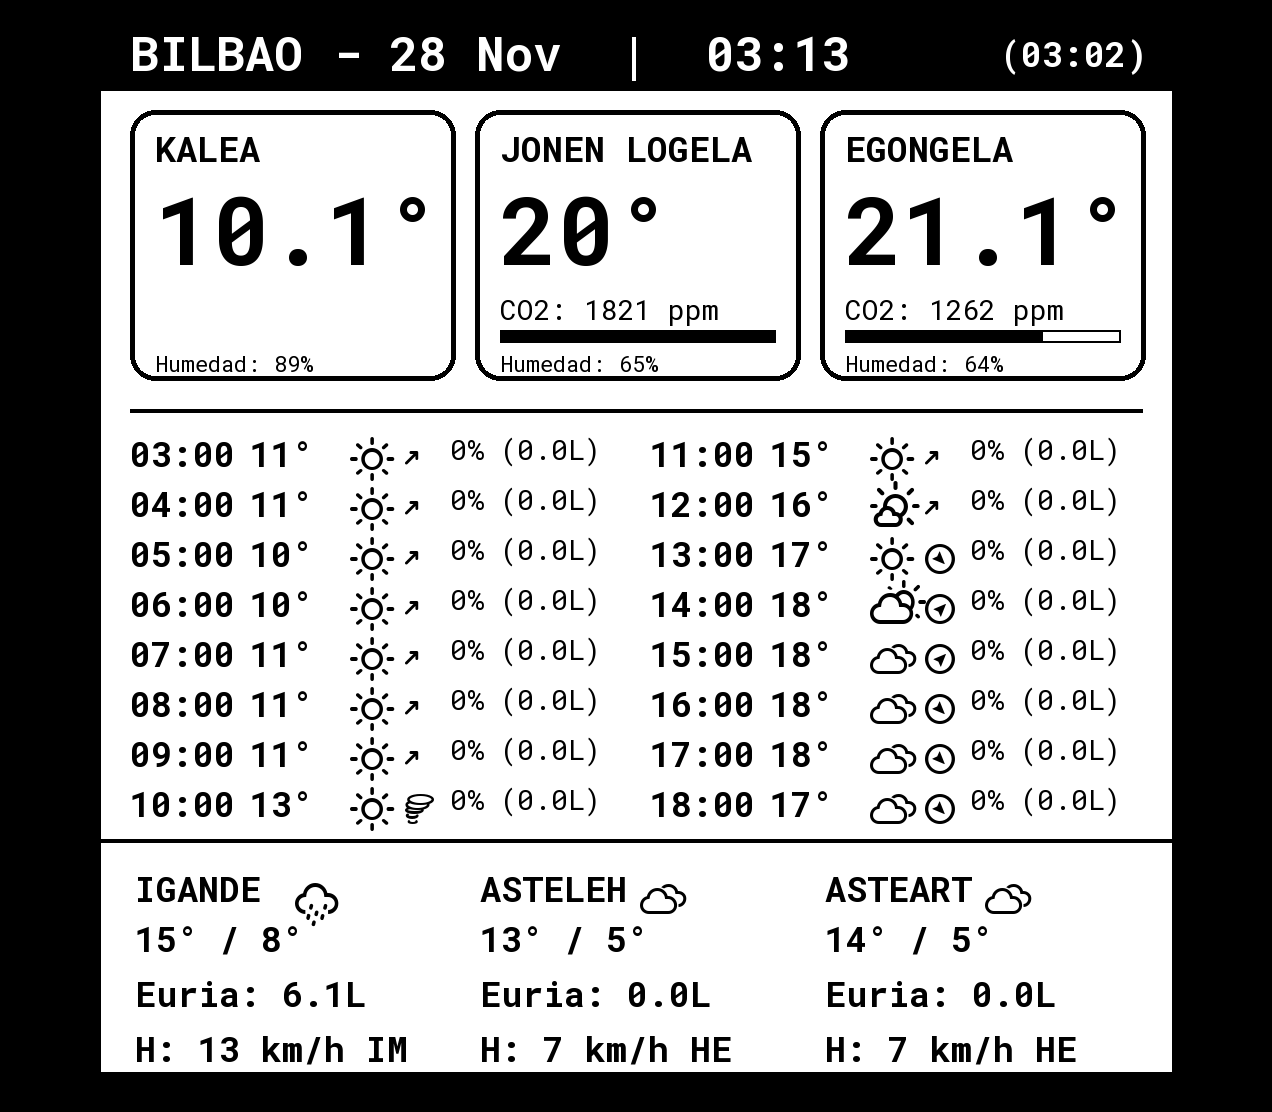 BILBAO - 28 Nov | 03:13 (03:02)
KALEA
10.1°
Humedad: 89%
JONEN LOGELA
20°
CO2: 1821 ppm
Humedad: 65%
EGONGELA
21.1°
CO2: 1262 ppm
Humedad: 64%
03:00 11° 0% (0.0L)
04:00 11° 0% (0.0L)
05:00 10° 0% (0.0L)
06:00 10° 0% (0.0L)
07:00 11° 0% (0.0L)
08:00 11° 0% (0.0L)
09:00 11° 0% (0.0L)
10:00 13° 0% (0.0L)
11:00 15° 0% (0.0L)
12:00 16° 0% (0.0L)
13:00 17° 0% (0.0L)
14:00 18° 0% (0.0L)
15:00 18° 0% (0.0L)
16:00 18° 0% (0.0L)
17:00 18° 0% (0.0L)
18:00 17° 0% (0.0L)
IGANDE
15° / 8°
Euria: 6.1L
H: 13 km/h IM
ASTELEH
13° / 5°
Euria: 0.0L
H: 7 km/h HE
ASTEART
14° / 5°
Euria: 0.0L
H: 7 km/h HE